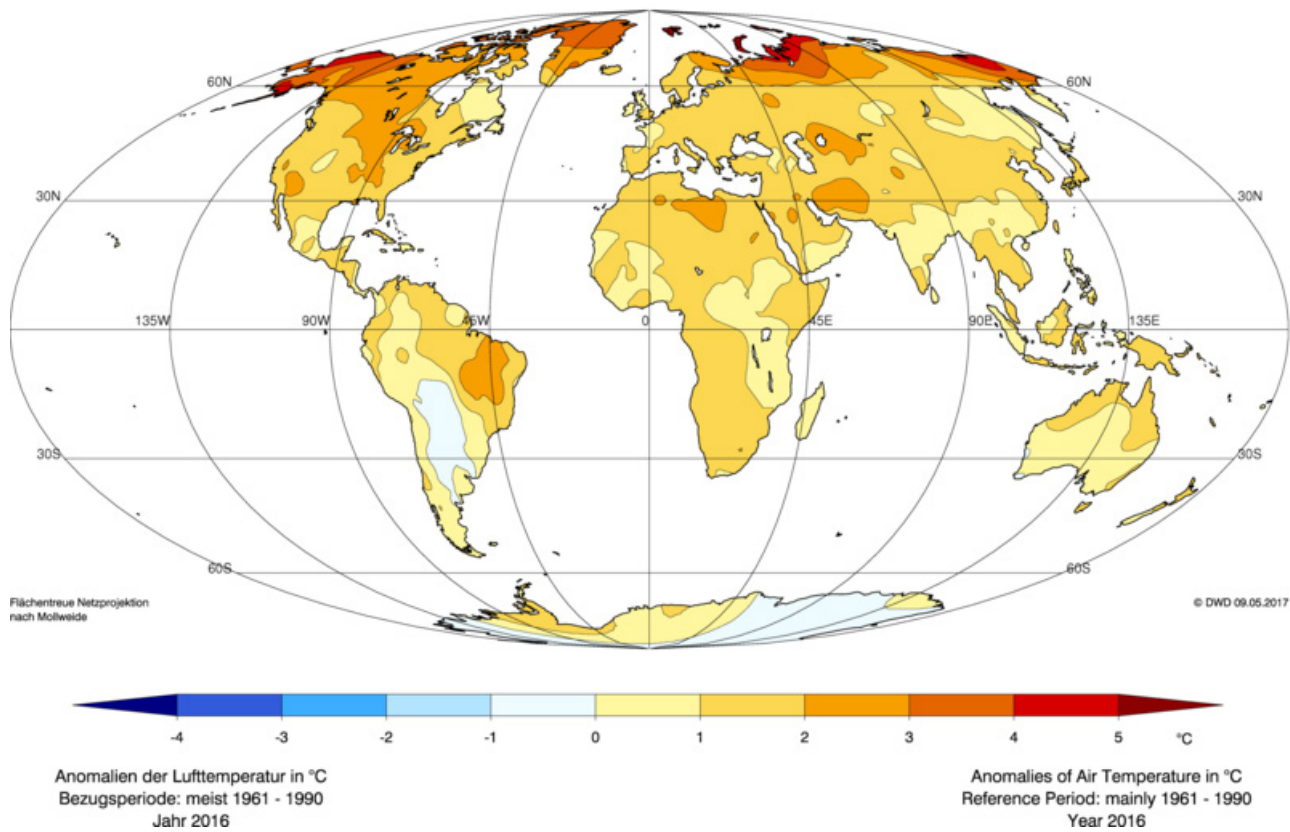 60N
60N
30N
30N
135W
90W
45W
0
45E
90E
135E
30S
30S
60S
60S
Flächentreue Netzprojektion
nach Mollweide
© DWD 09.05.2017
-4
-3
-2
-1
0
1
2
3
4
5
°C
Anomalien der Lufttemperatur in °C
Bezugsperiode: meist 1961 - 1990
Jahr 2016
Anomalies of Air Temperature in °C
Reference Period: mainly 1961 - 1990
Year 2016